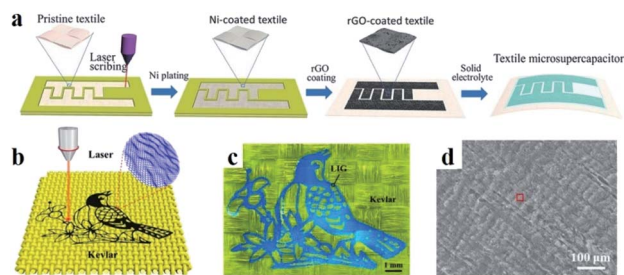 a
Pristine textile
Ni-coated textile
rGO-coated textile
Laser
scribing
Ni plating
rGO
coating
Solid
electrolyte
Textile microsupercapacitor
b
Laser
Kevlar
c
LIG
Kevlar
1 mm
d
100 μm